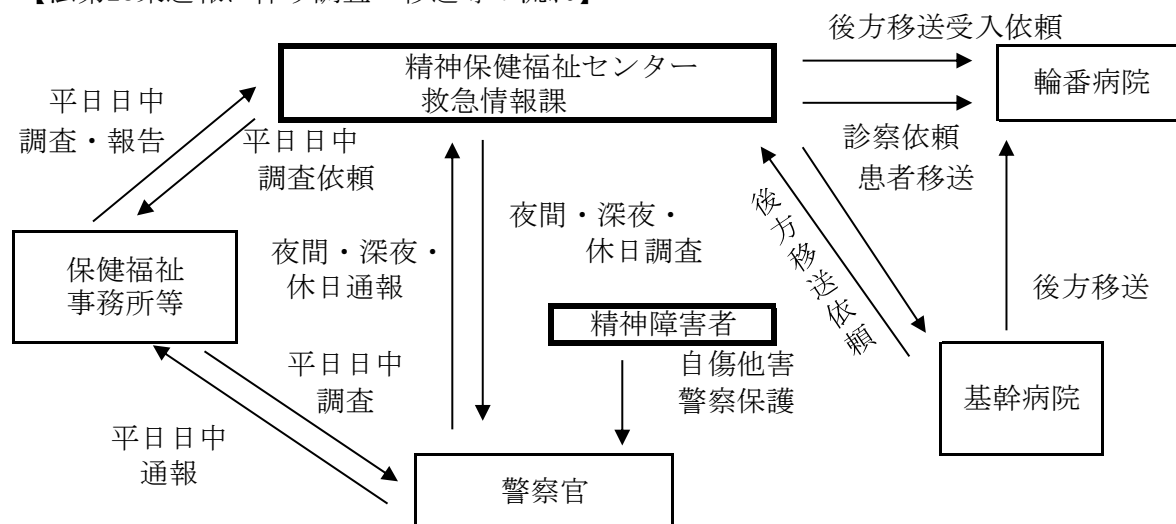 後方移送受入依頼
精神保健福祉センター
救急情報課
輪番病院
平日日中
調査・報告
平日日中
調査依頼
診察依頼
患者移送
夜間・深夜・
休日調査
後方移送依頼
保健福祉
事務所等
夜間・深夜・
休日通報
後方移送
精神障害者
平日日中
調査
自傷他害
警察保護
基幹病院
平日日中
通報
警察官